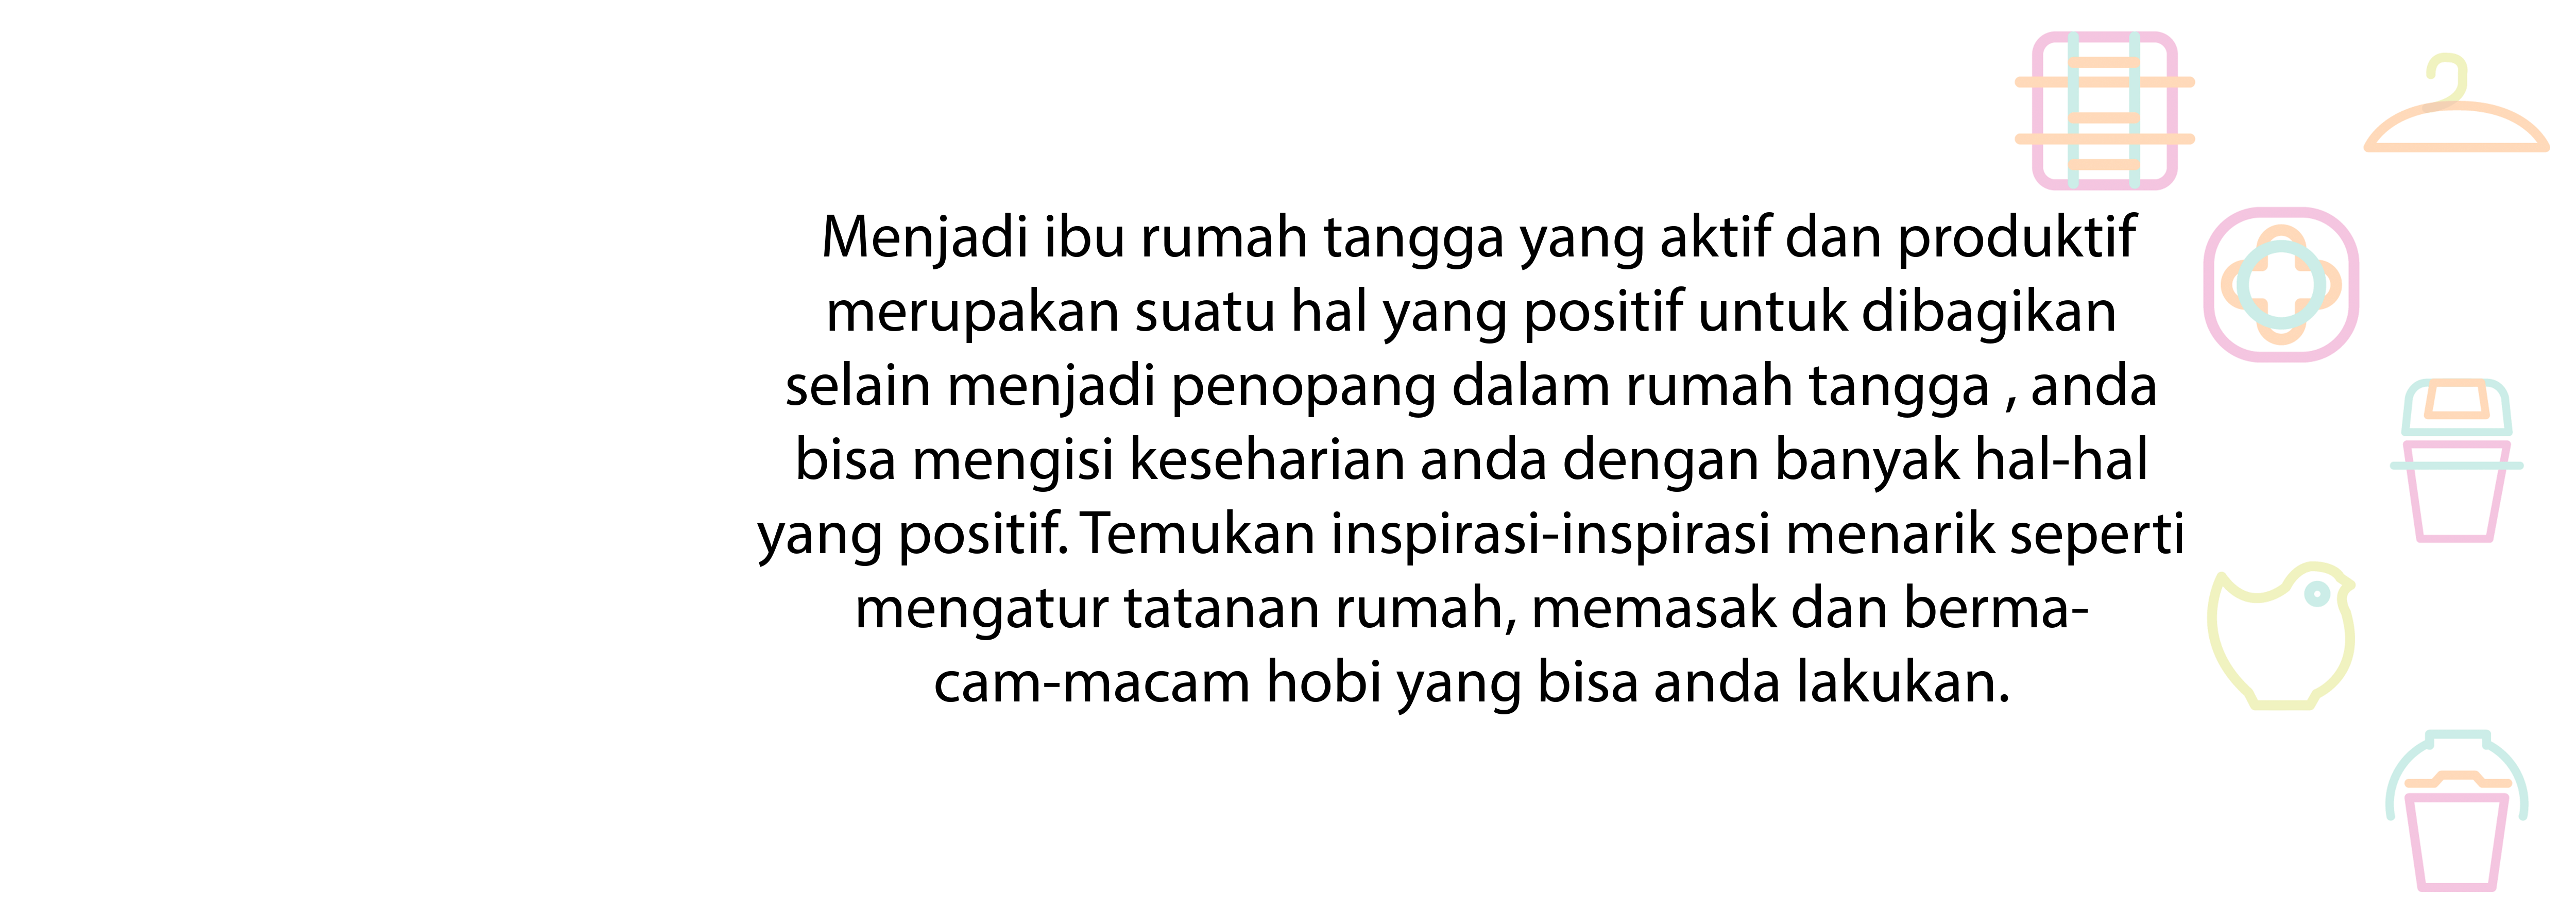 Menjadi ibu rumah tangga yang aktif dan produktif
merupakan suatu hal yang positif untuk dibagikan
selain menjadi penopang dalam rumah tangga , anda
bisa mengisi keseharian anda dengan banyak hal-hal
yang positif. Temukan inspirasi-inspirasi menarik seperti
mengatur tatanan rumah, memasak dan berma-
cam-macam hobi yang bisa anda lakukan.